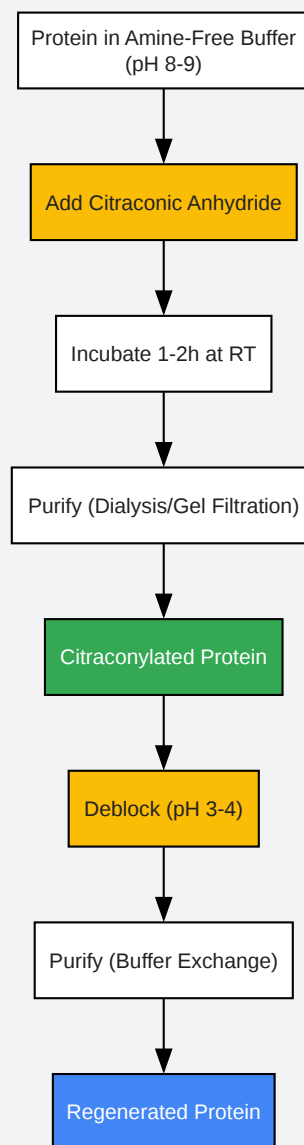 Protein in Amine-Free Buffer
(pH 8-9)
Add Citraconic Anhydride
Incubate 1-2h at RT
Purify (Dialysis/Gel Filtration)
Citraconylated Protein
Deblock (pH 3-4)
Purify (Buffer Exchange)
Regenerated Protein